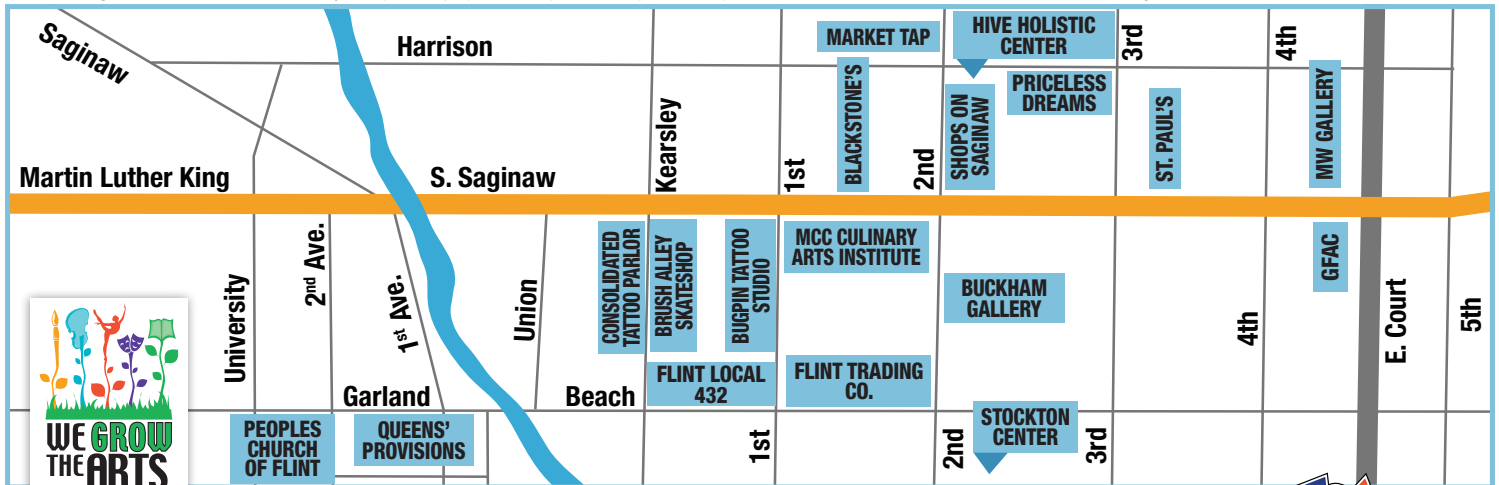 Saginaw
Harrison
MARKET TAP
HIVE HOLISTIC
CENTER
3rd
4th
BLACKSTONE'S
PRICELESS
DREAMS
SHOPS ON
SAGINAW
ST. PAUL'S
MW GALLERY
Kearsley
1st
2nd
Martin Luther King
S. Saginaw
University
2nd Ave.
1st Ave.
Union
CONSOLIDATED
TATTOO PARLOR
BRUSH ALLEY
SKATESHOP
BUGPIN TATTOO
STUDIO
MCC CULINARY
ARTS INSTITUTE
BUCKHAM
GALLERY
GFAC
4th
E. Court
5th
FLINT LOCAL
432
FLINT TRADING
CO.
Garland
Beach
PEOPLES
CHURCH
OF FLINT
QUEENS'
PROVISIONS
1st
2nd
STOCKTON
CENTER
3rd
WE GROW
THE ARTS